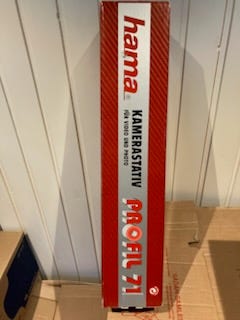 hama®
KAMERASTATIV
FÜR VIDEO UND PHOTO
PROFIL 71